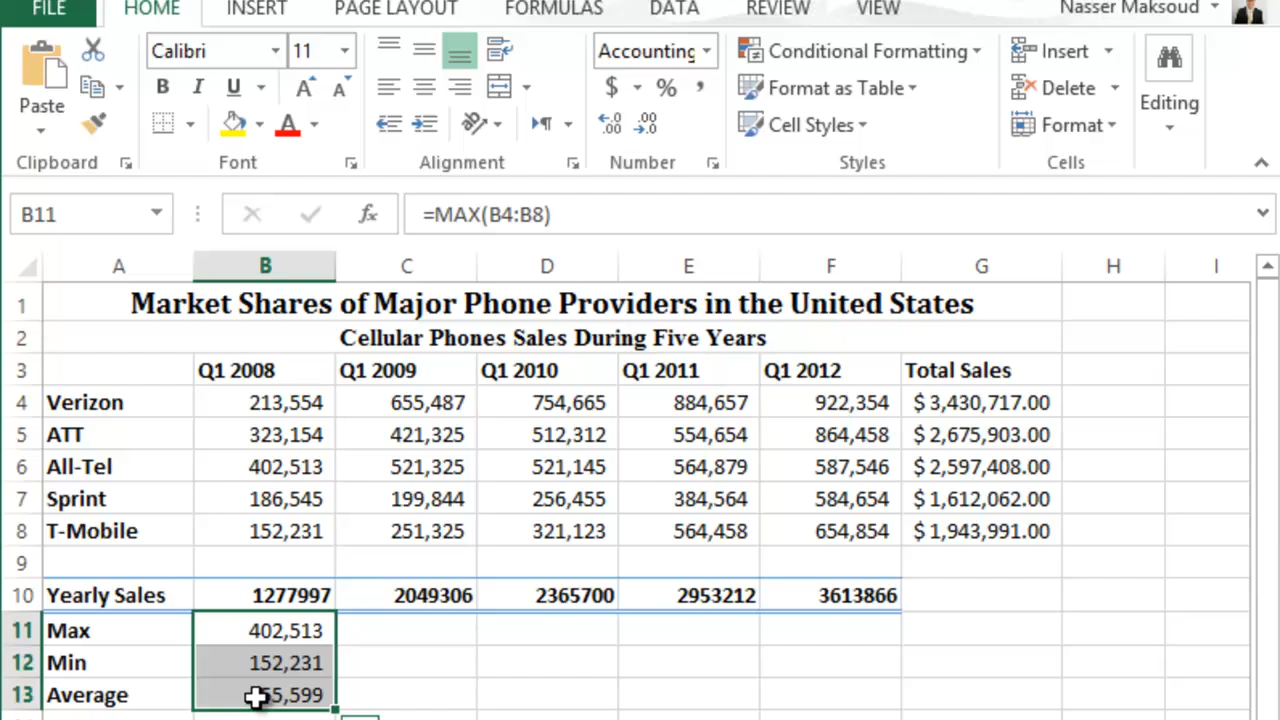 FILE HOME INSERT PAGE LAYOUT FORMULAS DATA REVIEW VIEW Nasser Maksoud
Calibri 11 Accounting Conditional Formatting Insert
Paste B I U A A $ % , Format as Table Delete Editing
A .0 .00 .00 .0 Cell Styles Format
Clipboard Font Alignment Number Styles Cells
B11 fx =MAX(B4:B8)
A B C D E F G H I
1 Market Shares of Major Phone Providers in the United States
2 Cellular Phones Sales During Five Years
3 Q1 2008 Q1 2009 Q1 2010 Q1 2011 Q1 2012 Total Sales
4 Verizon 213,554 655,487 754,665 884,657 922,354 $ 3,430,717.00
5 ATT 323,154 421,325 512,312 554,654 864,458 $ 2,675,903.00
6 All-Tel 402,513 521,325 521,145 564,879 587,546 $ 2,597,408.00
7 Sprint 186,545 199,844 256,455 384,564 584,654 $ 1,612,062.00
8 T-Mobile 152,231 251,325 321,123 564,458 654,854 $ 1,943,991.00
9
10 Yearly Sales 1277997 2049306 2365700 2953212 3613866
11 Max 402,513
12 Min 152,231
13 Average